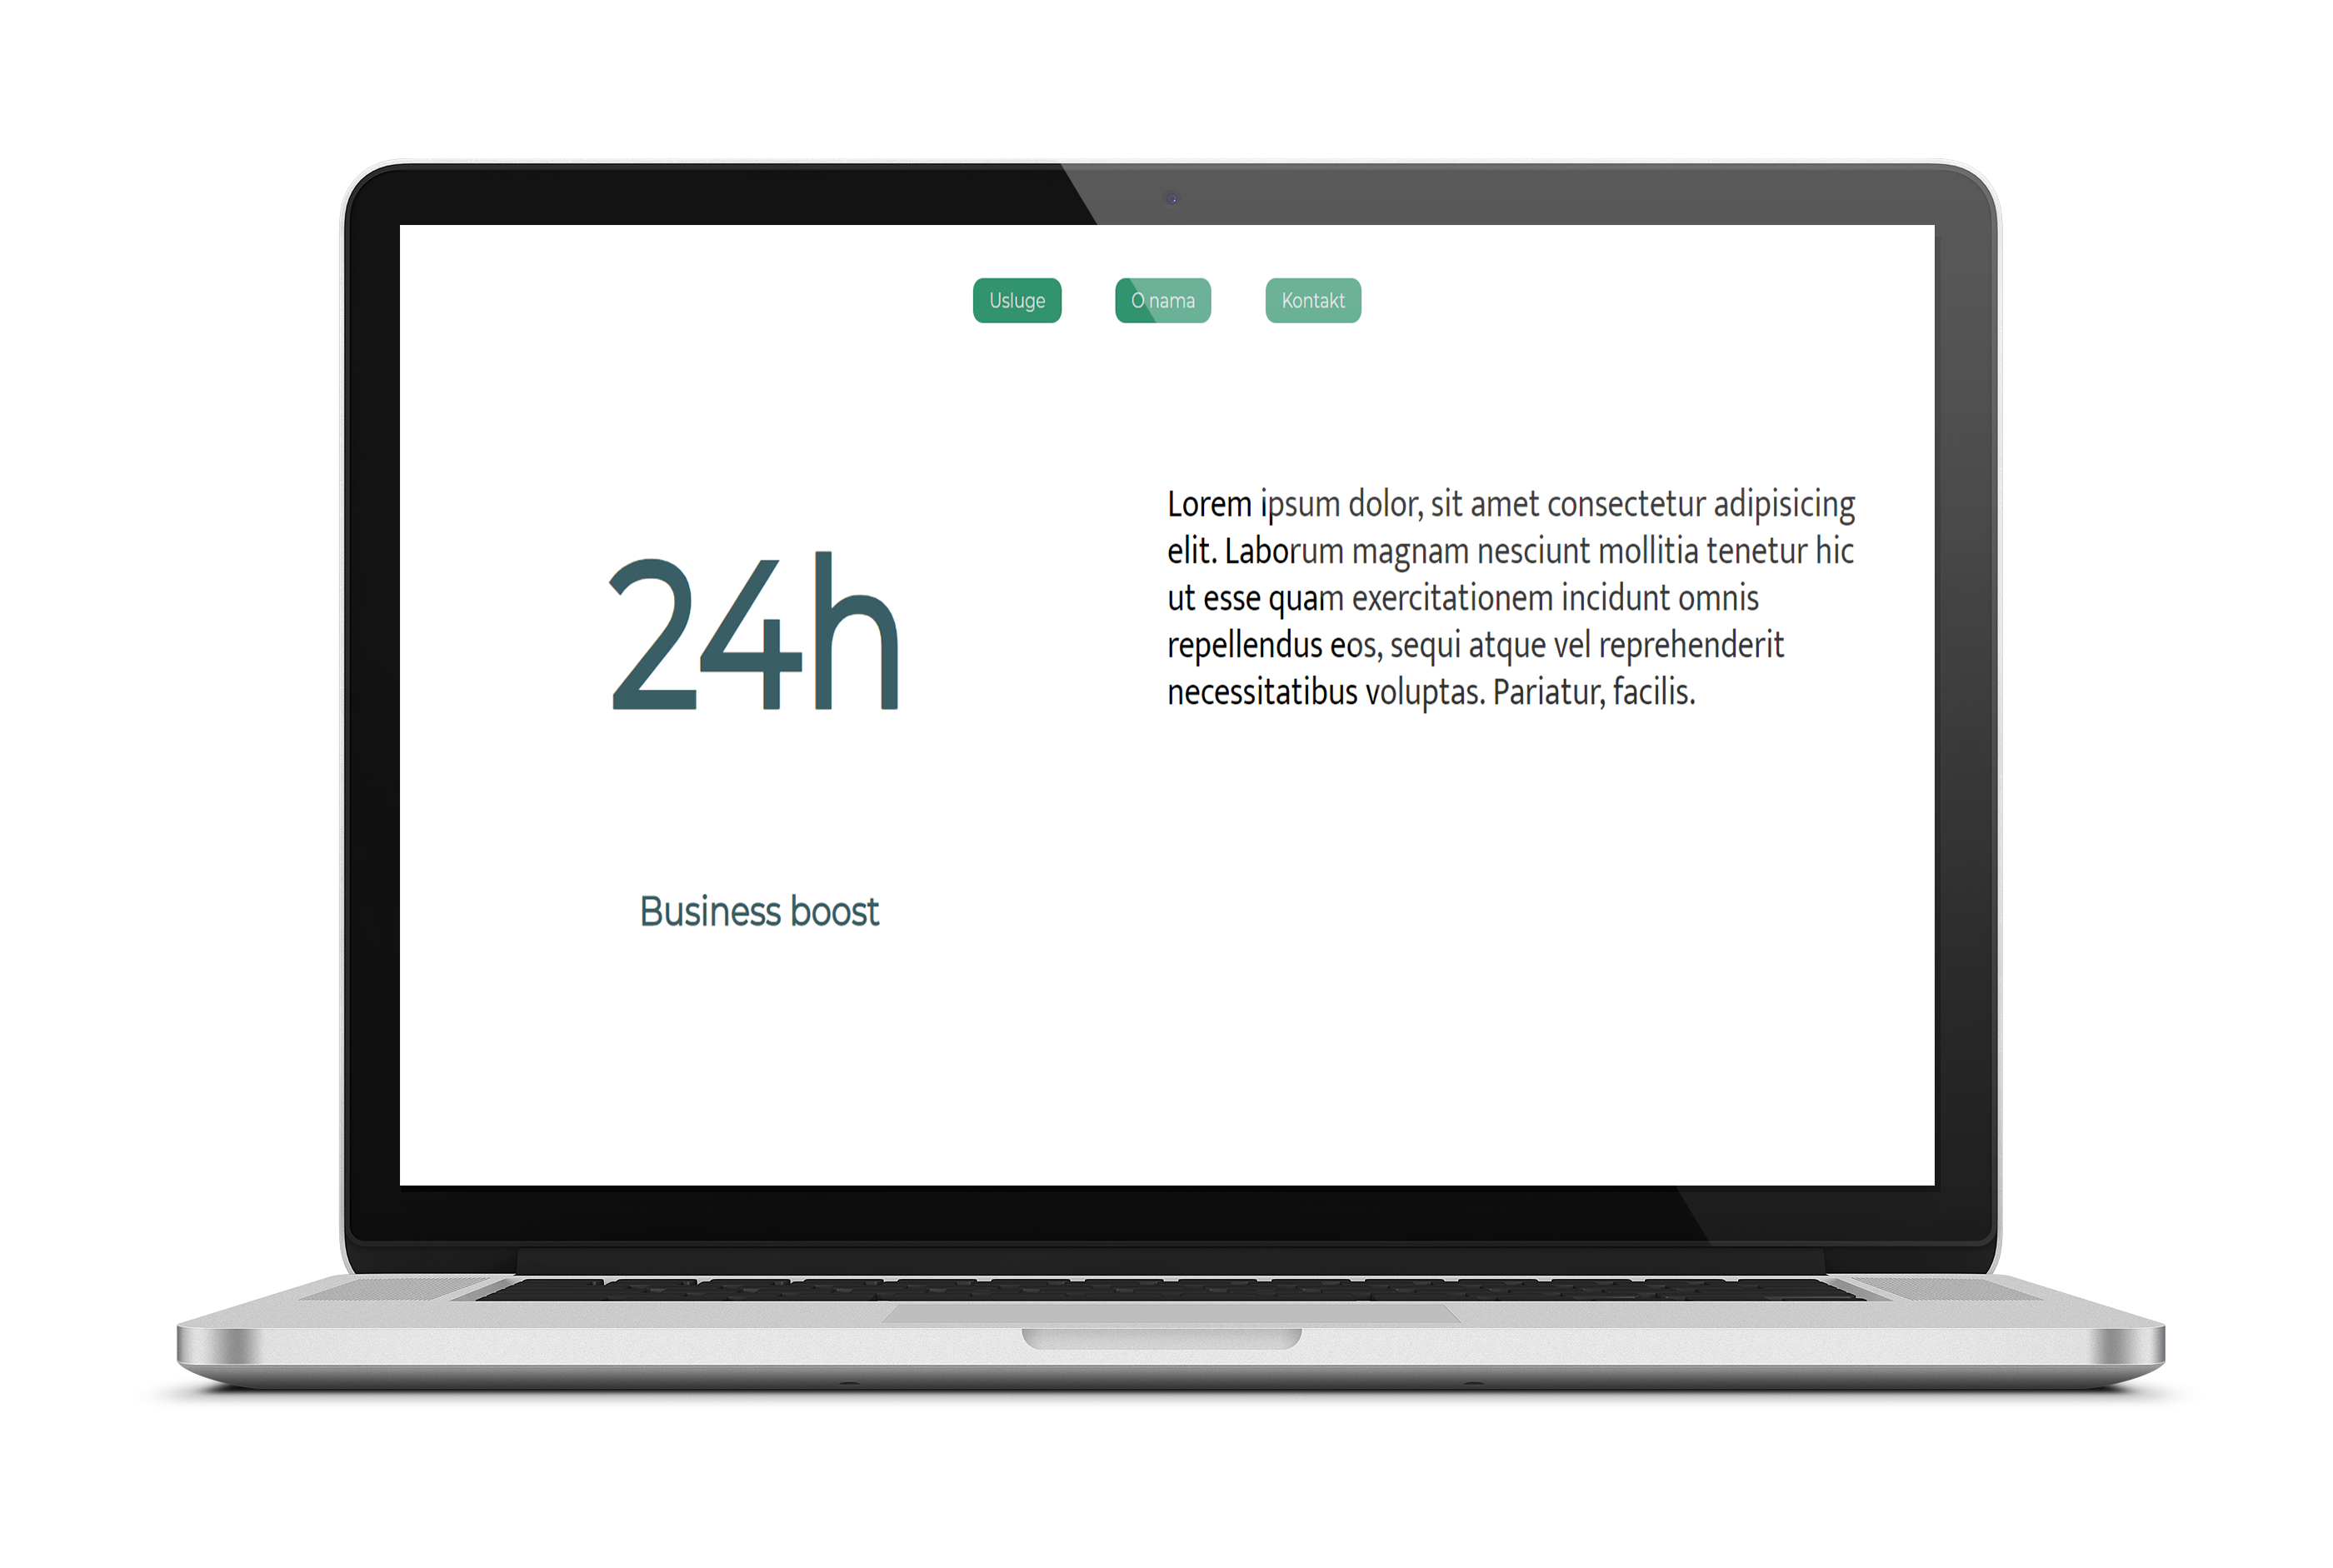 Usluge
O nama
Kontakt
24h
Business boost
Lorem ipsum dolor, sit amet consectetur adipisicing
elit. Laborum magnam nesciunt mollitia tenetur hic
ut esse quam exercitationem incidunt omnis
repellendus eos, sequi atque vel reprehenderit
necessitatibus voluptas. Pariatur, facilis.